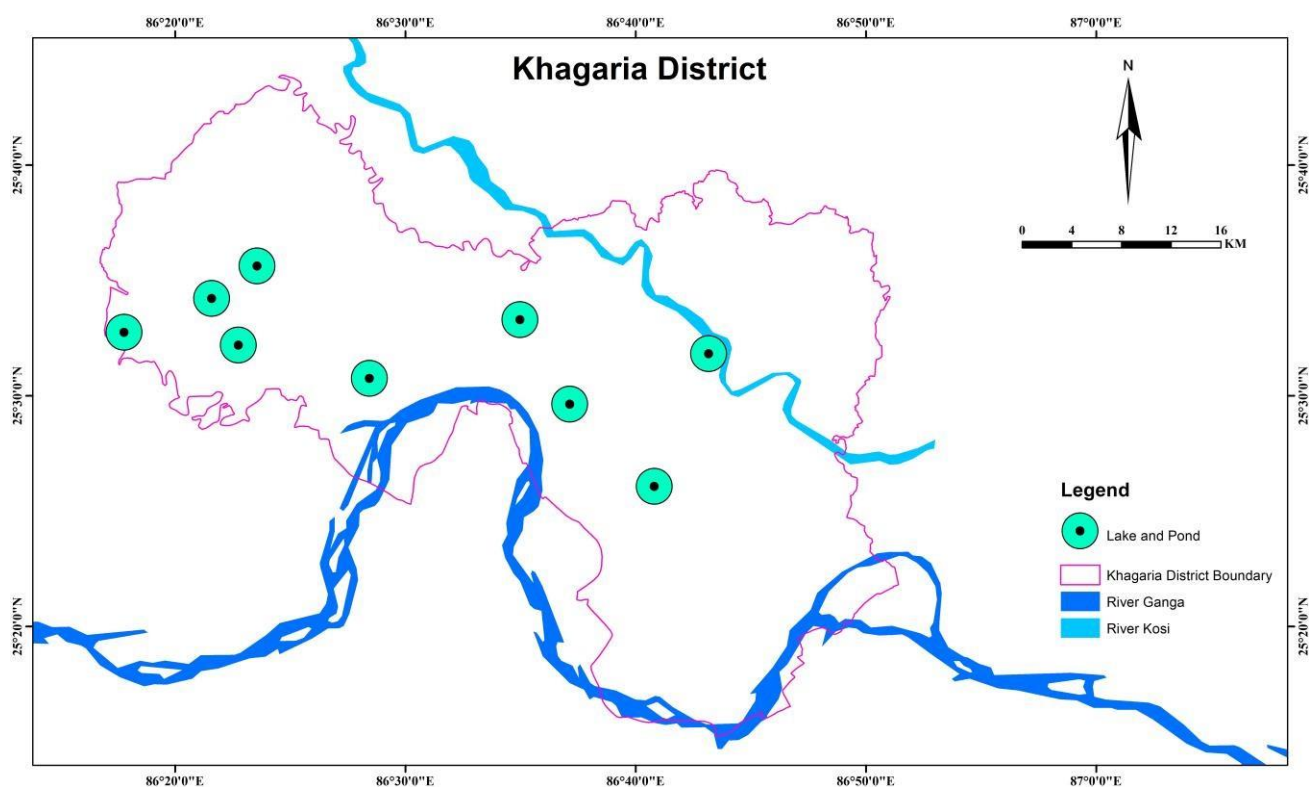 86°20'0"E 86°30'0"E 86°40'0"E 86°50'0"E 87°0'0"E
Khagaria District
N
25°40'0"N 25°40'0"N
0 4 8 12 16
KM
25°30'0"N 25°30'0"N
Legend
Lake and Pond
Khagaria District Boundary
River Ganga
River Kosi
25°20'0"N 25°20'0"N
86°20'0"E 86°30'0"E 86°40'0"E 86°50'0"E 87°0'0"E